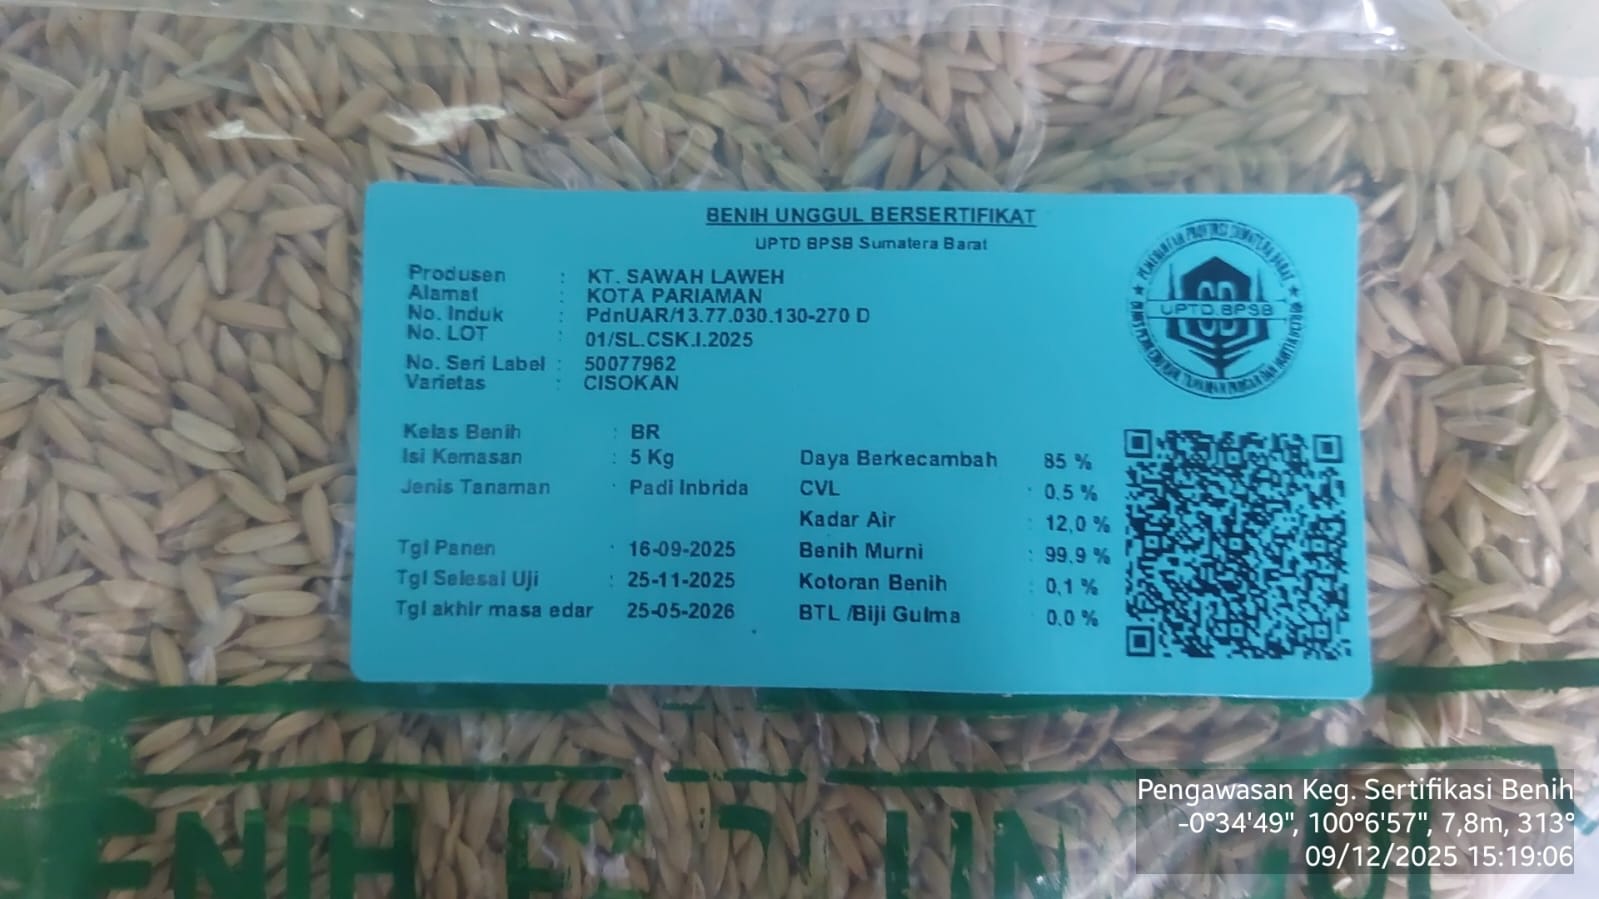 BENIH UNGGUL BERSERTIFIKAT
UPTD BPSB Sumatera Barat
Produsen : KT. SAWAH LAWEH
Alamat : KOTA PARIAMAN
No. Induk : PdnUAR/13.77.030.130-270 D
No. LOT : 01/SL.CSK.I.2025
No. Seri Label : 50077962
Varietas : CISOKAN
Kelas Benih : BR
Isi Kemasan : 5 Kg
Jenis Tanaman : Padi Inbrida
Tgl Panen : 16-09-2025
Tgl Selesai Uji : 25-11-2025
Tgl akhir masa edar 25-05-2026
Daya Berkecambah 85 %
CVL : 0,5 %
Kadar Air : 12,0 %
Benih Murni : 99,9 %
Kotoran Benih : 0,1 %
BTL /Biji Gulma : 0.0 %
PEMERINTAH PROVINSI SUMATERA BARAT
UPTD.BPSB
ENIH
Pengawasan Keg. Sertifikasi Benih
-0°34'49", 100°6'57", 7,8m, 313°
09/12/2025 15:19:06